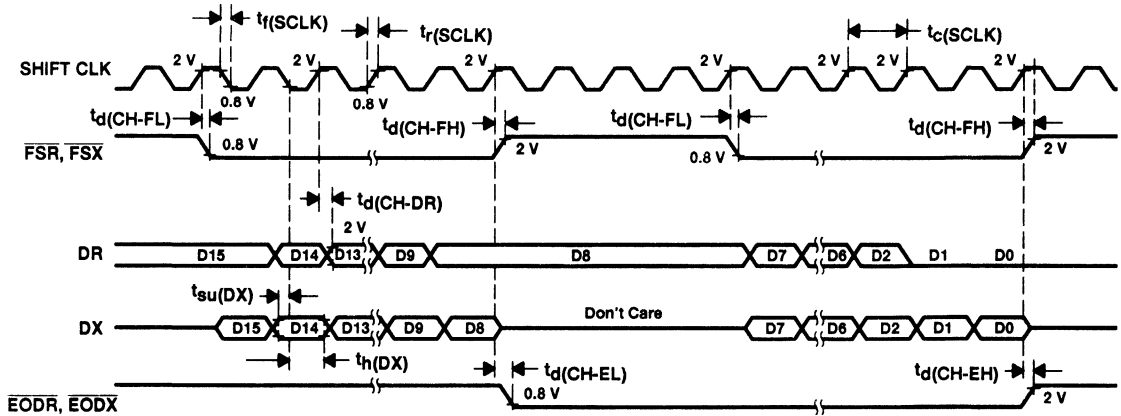 tf(SCLK)
tr(SCLK)
tc(SCLK)
2 V 2 V 2 V 2 V 2 V 2 V 2 V
SHIFT CLK
0.8 V 0.8 V
td(CH-FL) td(CH-FH) td(CH-FL) td(CH-FH)
FSR, FSX
0.8 V 2 V 0.8 V 2 V
td(CH-DR)
2 V
DR D15 D14 D13 D9 D8 D7 D6 D2 D1 D0
tsu(DX)
Don't Care
DX D15 D14 D13 D9 D8 D7 D6 D2 D1 D0
th(DX) td(CH-EL) td(CH-EH)
0.8 V 2 V
EODR, EODX